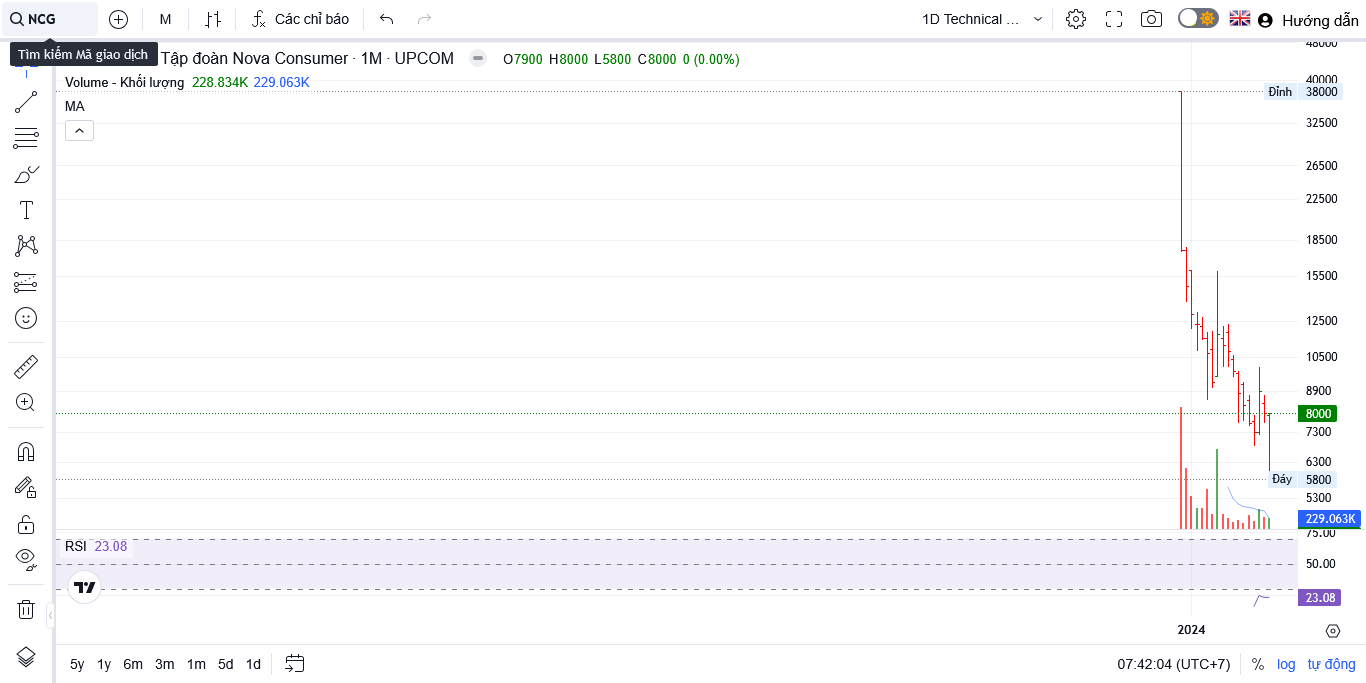 NCG
M
Các chỉ báo
1D Technical ...
Hướng dẫn
Tìm kiếm Mã giao dịch
Tập đoàn Nova Consumer · 1M · UPCOM
O7900 H8000 L5800 C8000 0 (0.00%)
Volume - Khối lượng 228.834K 229.063K
MA
48000
40000
Đỉnh 38000
32500
26500
22500
18500
15500
12500
10500
8900
8000
7300
6300
Đáy 5800
5300
229.063K
75.00
RSI 23.08
50.00
23.08
2024
5y 1y 6m 3m 1m 5d 1d
07:42:04 (UTC+7)
% log tự động